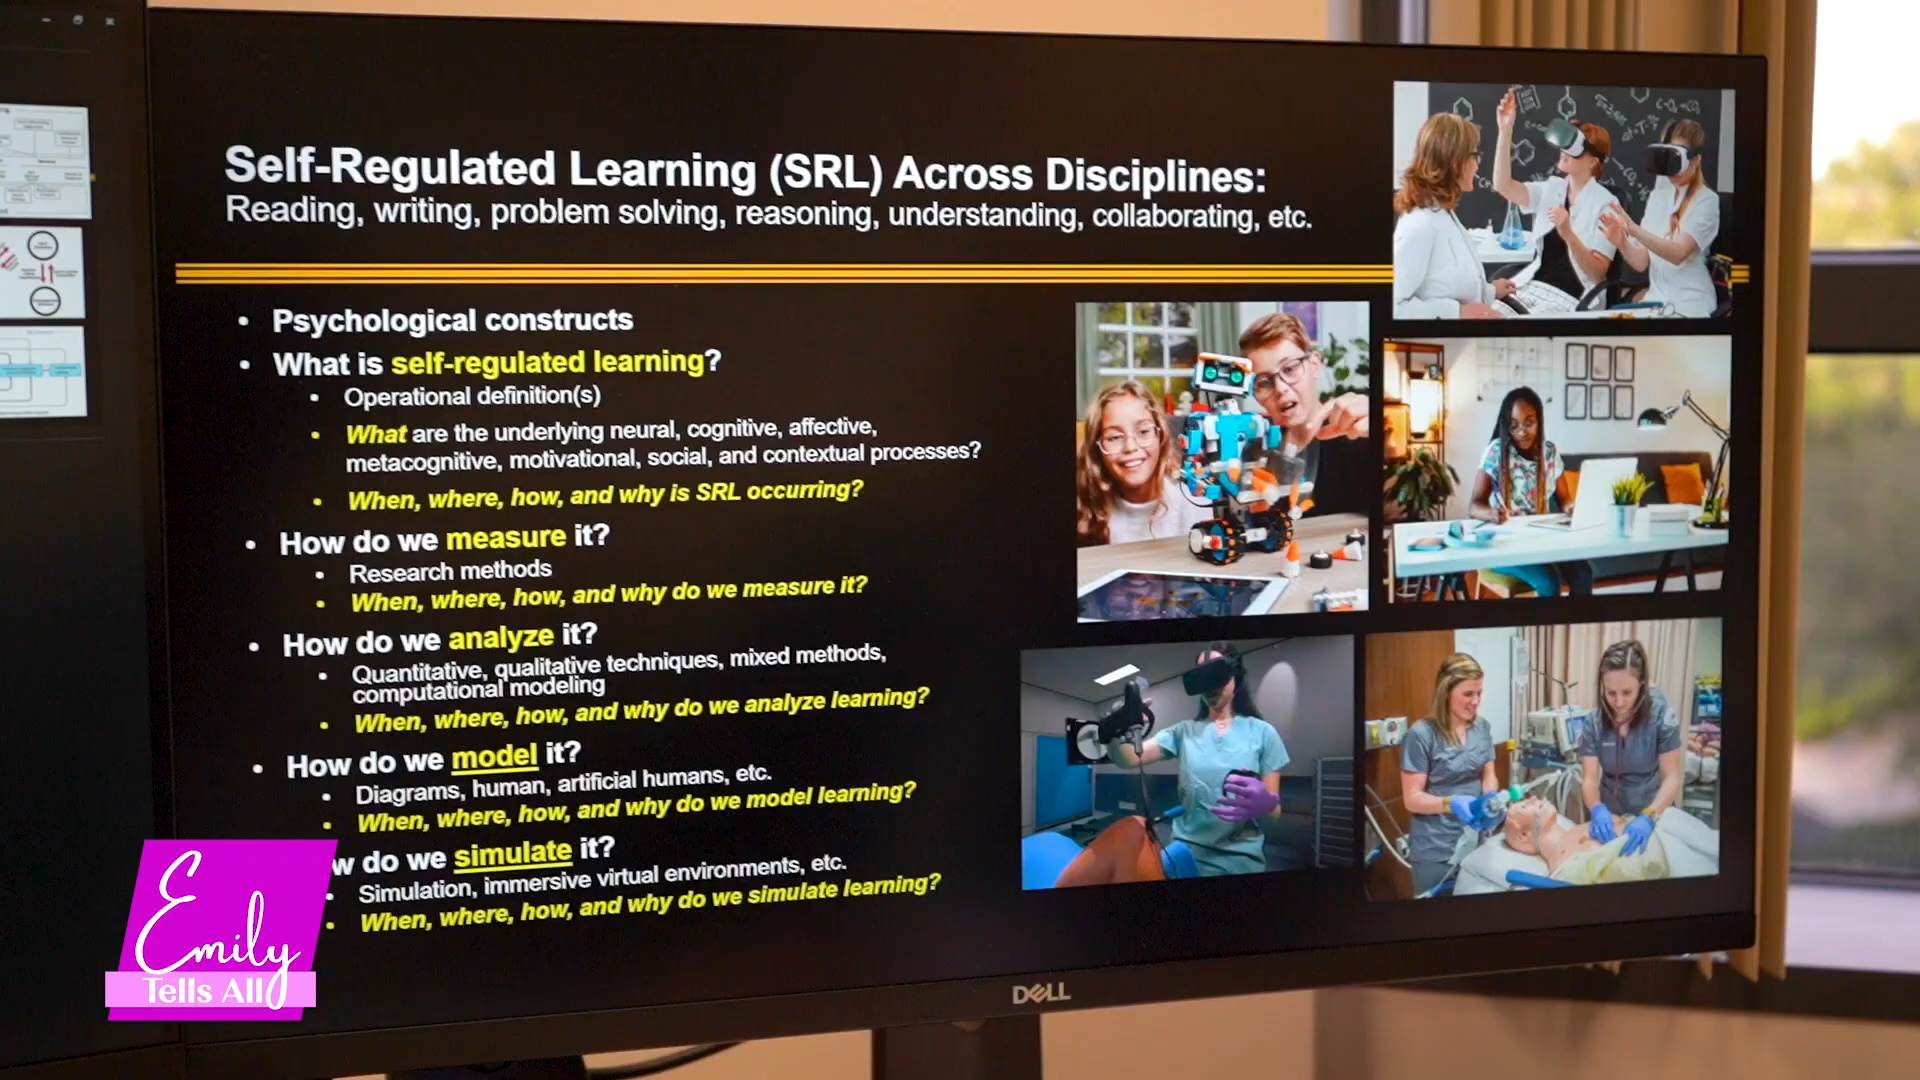 Self-Regulated Learning (SRL) Across Disciplines:
Reading, writing, problem solving, reasoning, understanding, collaborating, etc.
• Psychological constructs
• What is self-regulated learning?
• Operational definition(s)
• What are the underlying neural, cognitive, affective,
metacognitive, motivational, social, and contextual processes?
• When, where, how, and why is SRL occurring?
• How do we measure it?
• Research methods
• When, where, how, and why do we measure it?
• How do we analyze it?
• Quantitative, qualitative techniques, mixed methods,
computational modeling
• When, where, how, and why do we analyze learning?
• How do we model it?
• Diagrams, human, artificial humans, etc.
• When, where, how, and why do we model learning?
w do we simulate it?
• Simulation, immersive virtual environments, etc.
• When, where, how, and why do we simulate learning?
DELL
Emily
Tells All